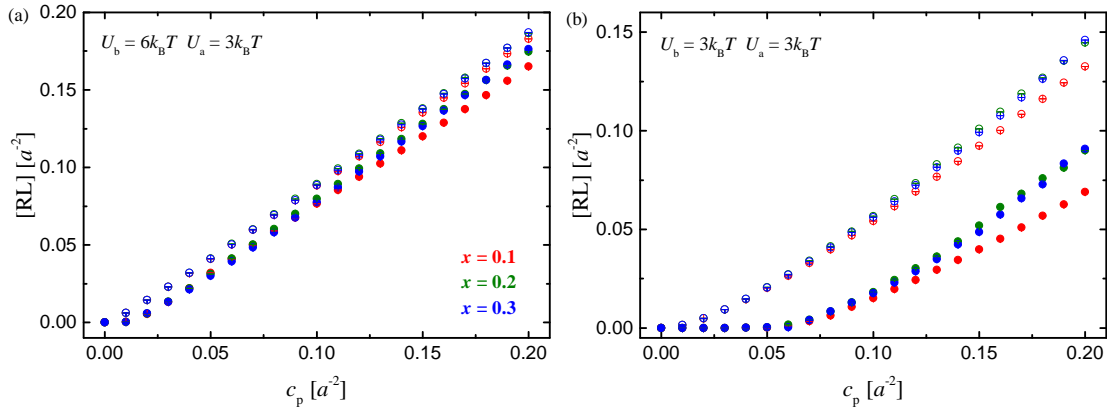 (a)
U_b = 6k_BT U_a = 3k_BT
[RL] [a^-2]
0.20
0.15
0.10
0.05
0.00
x = 0.1
x = 0.2
x = 0.3
0.00 0.05 0.10 0.15 0.20
c_p [a^-2]
(b)
U_b = 3k_BT U_a = 3k_BT
[RL] [a^-2]
0.15
0.10
0.05
0.00
0.00 0.05 0.10 0.15 0.20
c_p [a^-2]